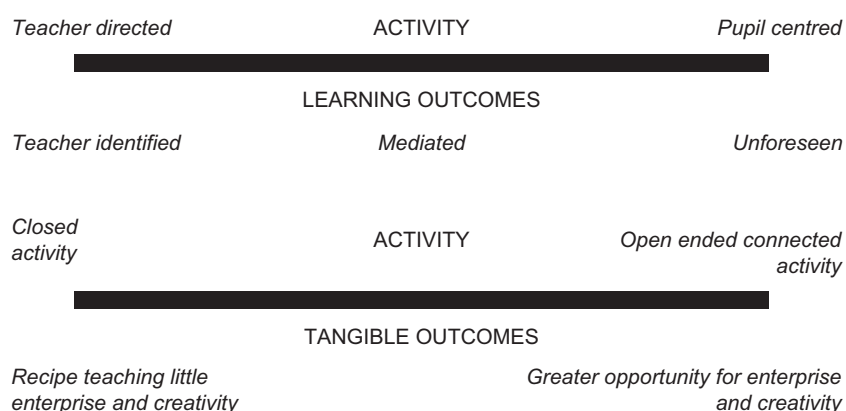 Teacher directed ACTIVITY Pupil centred
LEARNING OUTCOMES
Teacher identified Mediated Unforeseen
Closed
activity
ACTIVITY
Open ended connected
activity
TANGIBLE OUTCOMES
Recipe teaching little
enterprise and creativity
Greater opportunity for enterprise
and creativity